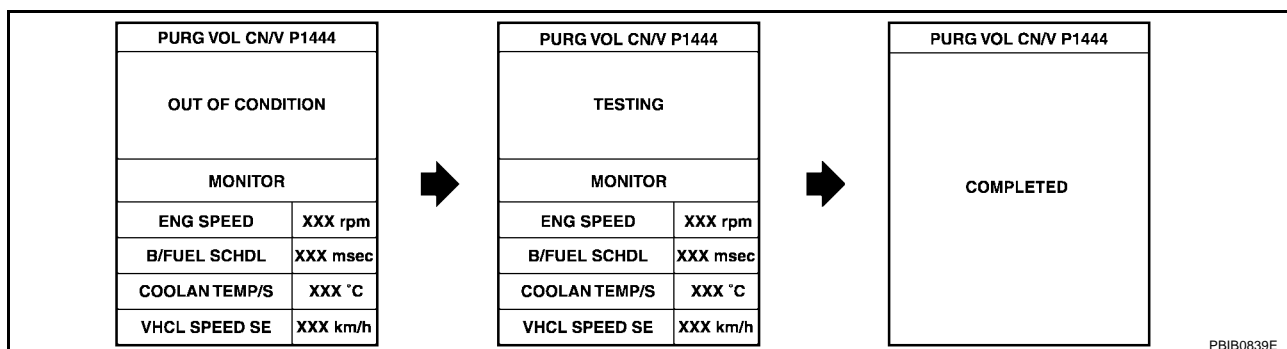 PURG VOL CN/V P1444
OUT OF CONDITION
MONITOR
ENG SPEED XXX rpm
B/FUEL SCHDL XXX msec
COOLAN TEMP/S XXX °C
VHCL SPEED SE XXX km/h
PURG VOL CN/V P1444
TESTING
MONITOR
ENG SPEED XXX rpm
B/FUEL SCHDL XXX msec
COOLAN TEMP/S XXX °C
VHCL SPEED SE XXX km/h
PURG VOL CN/V P1444
COMPLETED
PBIB0839E